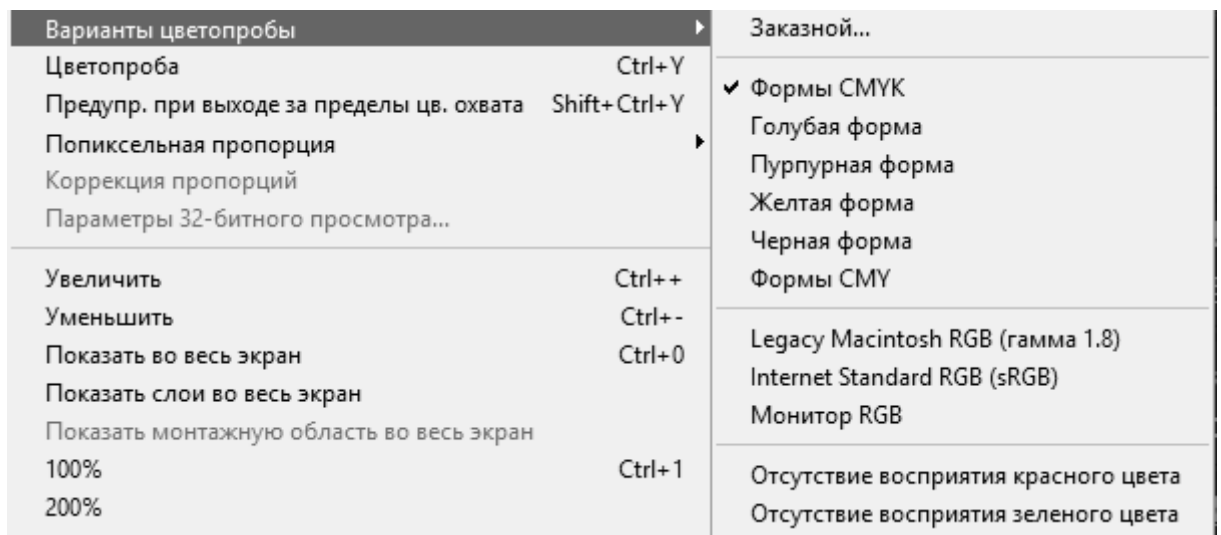 Варианты цветопробы
Цветопроба Ctrl+Y
Предупр. при выходе за пределы цв. охвата Shift+Ctrl+Y
Попиксельная пропорция
Коррекция пропорций
Параметры 32-битного просмотра...
Увеличить Ctrl++
Уменьшить Ctrl+-
Показать во весь экран Ctrl+0
Показать слои во весь экран
Показать монтажную область во весь экран
100% Ctrl+1
200%
Заказной...
Формы CMYK
Голубая форма
Пурпурная форма
Желтая форма
Черная форма
Формы CMY
Legacy Macintosh RGB (гамма 1.8)
Internet Standard RGB (sRGB)
Монитор RGB
Отсутствие восприятия красного цвета
Отсутствие восприятия зеленого цвета